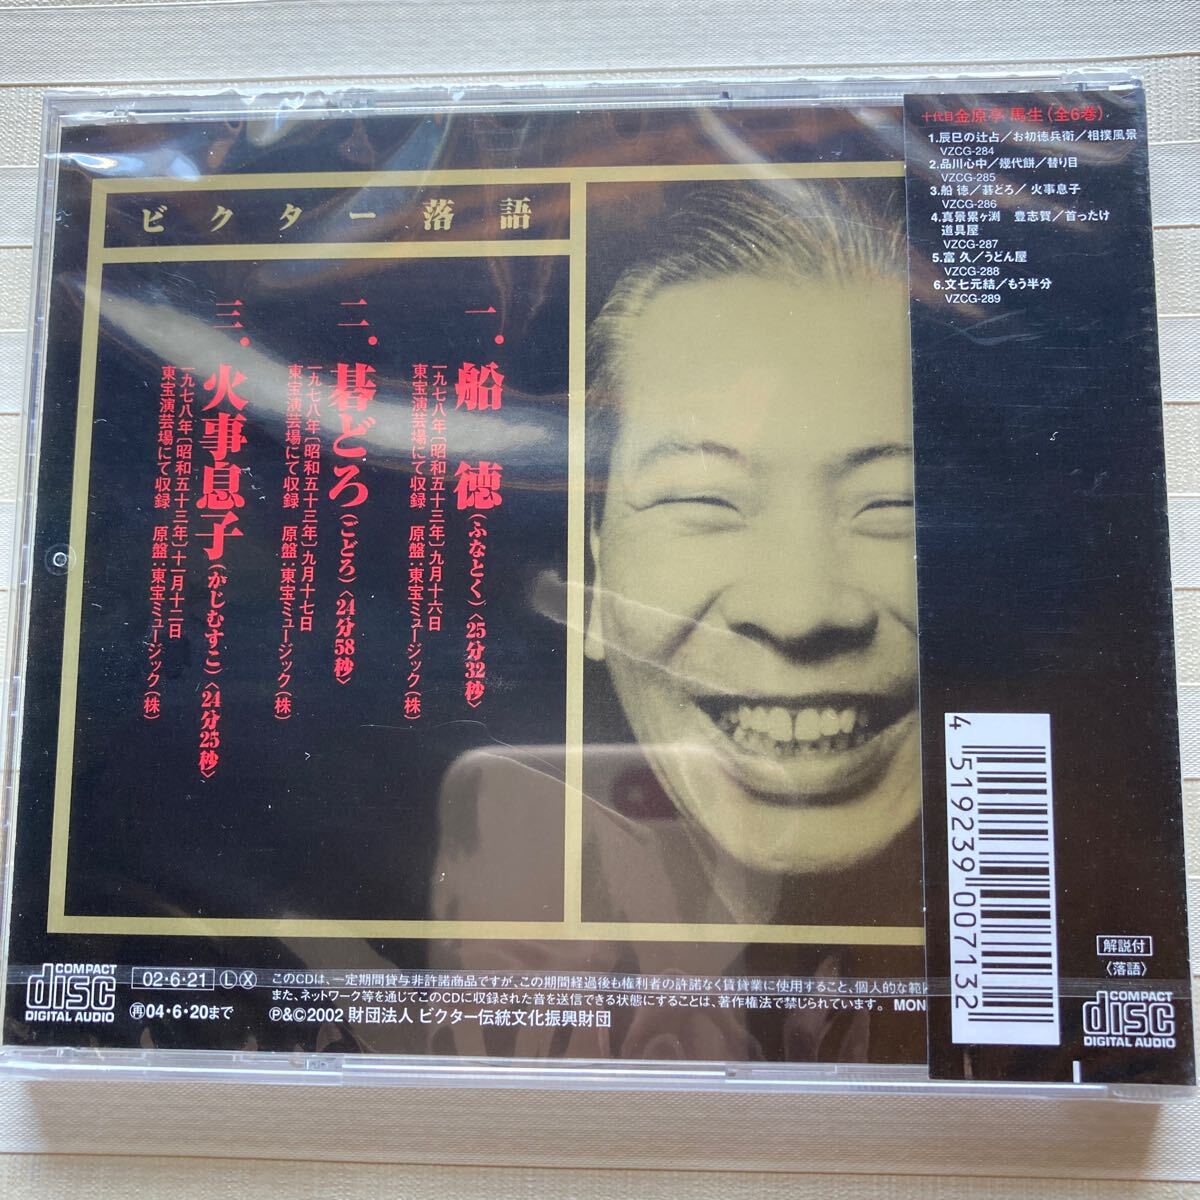 ビクター落語
一．船徳(ふなとく)〈25分32秒〉
一九七八年〔昭和五十三年〕九月十六日
東宝演芸場にて収録　原盤：東宝ミュージック(株)
二．碁どろ(ごどろ)〈24分58秒〉
一九七八年〔昭和五十三年〕九月十七日
東宝演芸場にて収録　原盤：東宝ミュージック(株)
三．火事息子(かじむすこ)〈24分25秒〉
一九七八年〔昭和五十三年〕十一月十二日
東宝演芸場にて収録　原盤：東宝ミュージック(株)
COMPACT
disc
DIGITAL AUDIO
02・6・21 Ⓛ Ⓧ
再04・6・20まで
このCDは、一定期間貸与非許諾商品ですが、この期間経過後も権利者の許諾なく賃貸業に使用すること、個人的な範
また、ネットワーク等を通じてこのCDに収録された音を送信できる状態にすることは、著作権法で禁じられています。 MON
℗&©2002 財団法人 ビクター伝統文化振興財団
十代目 金原亭 馬生（全6巻）
1.辰巳の辻占／お初徳兵衛／相撲風景
VZCG-284
2.品川心中／幾代餅／替り目
VZCG-285
3.船 徳／碁どろ／ 火事息子
VZCG-286
4.真景累ヶ渕　豊志賀／首ったけ
道具屋
VZCG-287
5.富 久／うどん屋
VZCG-288
6.文七元結／もう半分
VZCG-289
4 519239 007132
解説付
〈落語〉
COMPACT
disc
DIGITAL AUDIO